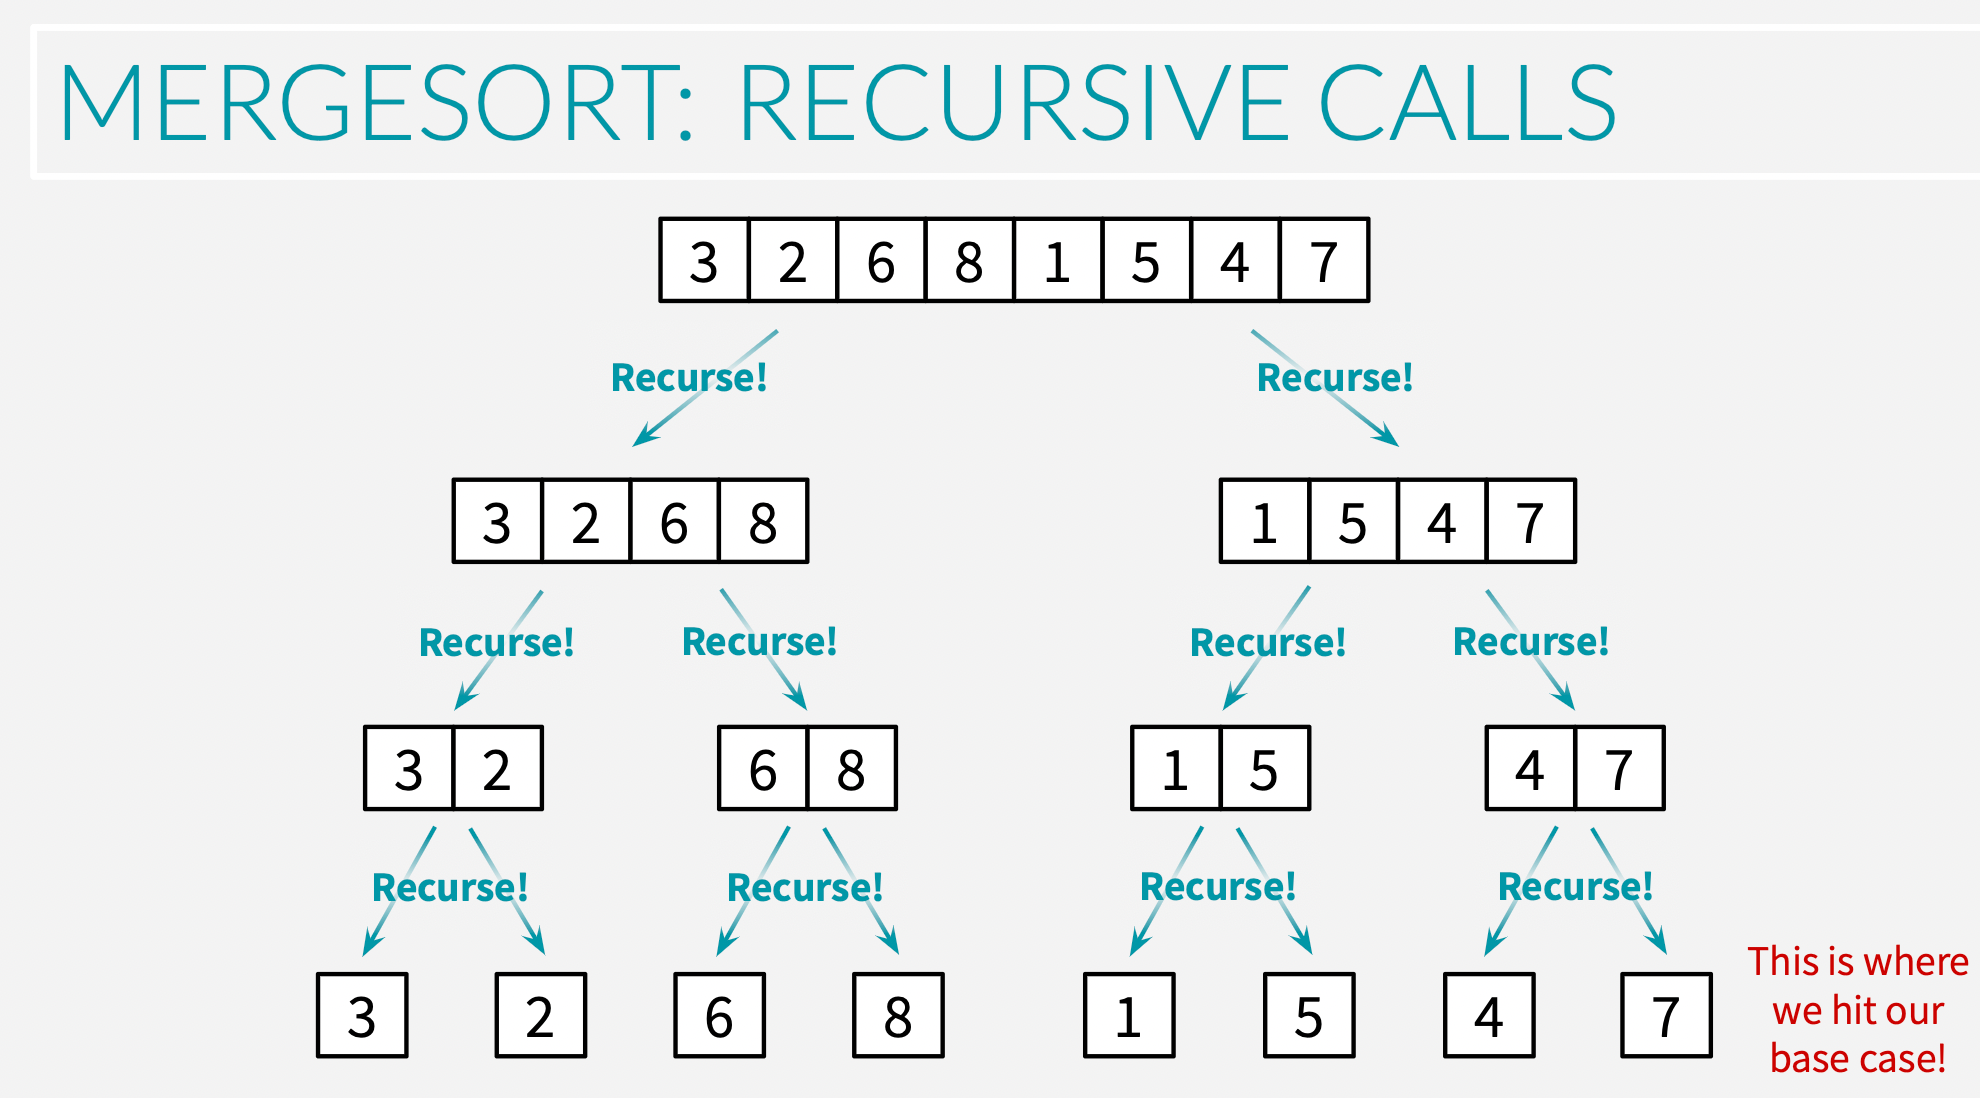 MERGESORT: RECURSIVE CALLS
3 2 6 8 1 5 4 7
Recurse! Recurse!
3 2 6 8 1 5 4 7
Recurse! Recurse! Recurse! Recurse!
3 2 6 8 1 5 4 7
Recurse! Recurse! Recurse! Recurse!
3 2 6 8 1 5 4 7
This is where
we hit our
base case!